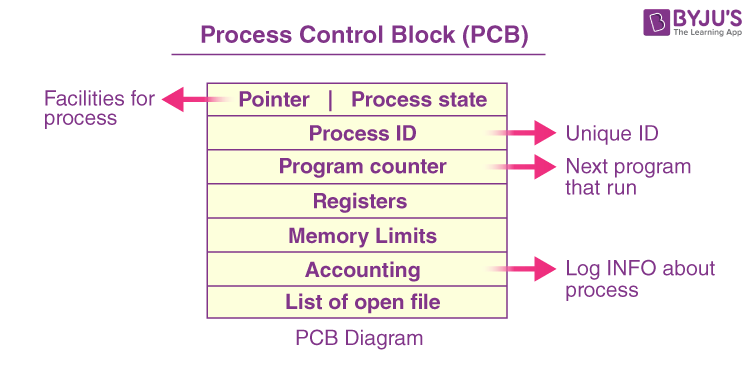 BYJU'S
The Learning App
Process Control Block (PCB)
Facilities for
process
Pointer | Process state
Process ID
Unique ID
Program counter
Next program
that run
Registers
Memory Limits
Accounting
Log INFO about
process
List of open file
PCB Diagram